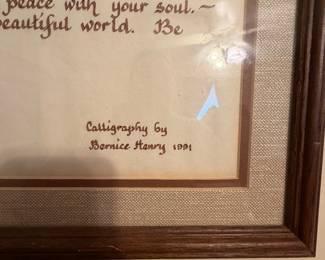 peace with your soul.~
beautiful world. Be
Calligraphy by
Bernice Henry 1991